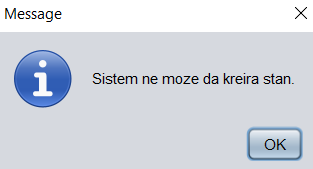 Message
Sistem ne moze da kreira stan.
OK